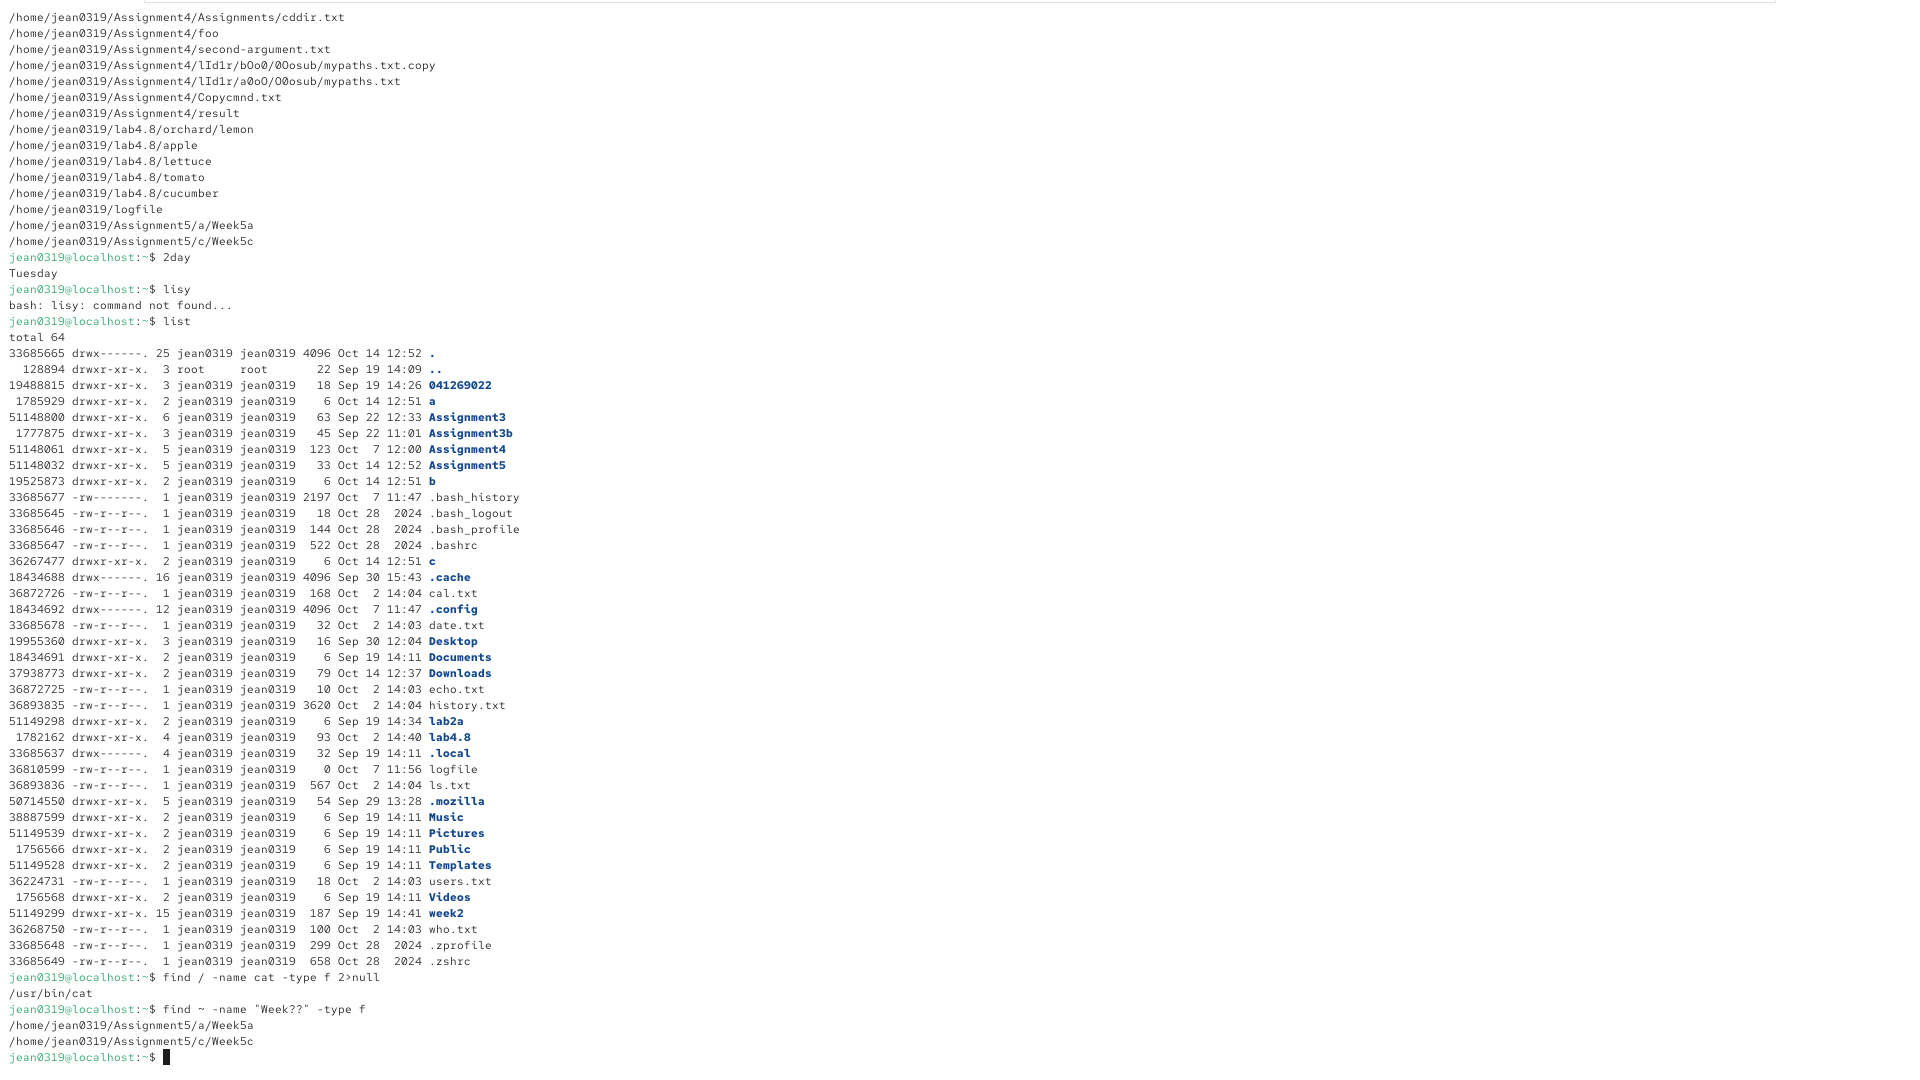 /home/jean0319/Assignment4/Assignments/cddir.txt
/home/jean0319/Assignment4/foo
/home/jean0319/Assignment4/second-argument.txt
/home/jean0319/Assignment4/lId1r/bOo0/0Oosub/mypaths.txt.copy
/home/jean0319/Assignment4/lId1r/a0oO/O0osub/mypaths.txt
/home/jean0319/Assignment4/Copycmnd.txt
/home/jean0319/Assignment4/result
/home/jean0319/lab4.8/orchard/lemon
/home/jean0319/lab4.8/apple
/home/jean0319/lab4.8/lettuce
/home/jean0319/lab4.8/tomato
/home/jean0319/lab4.8/cucumber
/home/jean0319/logfile
/home/jean0319/Assignment5/a/Week5a
/home/jean0319/Assignment5/c/Week5c
jean0319@localhost:~$ 2day
Tuesday
jean0319@localhost:~$ lisy
bash: lisy: command not found...
jean0319@localhost:~$ list
total 64
33685665 drwx------. 25 jean0319 jean0319 4096 Oct 14 12:52 .
  128894 drwxr-xr-x.  3 root     root       22 Sep 19 14:09 ..
19488815 drwxr-xr-x.  3 jean0319 jean0319   18 Sep 19 14:26 041269022
 1785929 drwxr-xr-x.  2 jean0319 jean0319    6 Oct 14 12:51 a
51148800 drwxr-xr-x.  6 jean0319 jean0319   63 Sep 22 12:33 Assignment3
 1777875 drwxr-xr-x.  3 jean0319 jean0319   45 Sep 22 11:01 Assignment3b
51148061 drwxr-xr-x.  5 jean0319 jean0319  123 Oct  7 12:00 Assignment4
51148032 drwxr-xr-x.  5 jean0319 jean0319   33 Oct 14 12:52 Assignment5
19525873 drwxr-xr-x.  2 jean0319 jean0319    6 Oct 14 12:51 b
33685677 -rw-------.  1 jean0319 jean0319 2197 Oct  7 11:47 .bash_history
33685645 -rw-r--r--.  1 jean0319 jean0319   18 Oct 28  2024 .bash_logout
33685646 -rw-r--r--.  1 jean0319 jean0319  144 Oct 28  2024 .bash_profile
33685647 -rw-r--r--.  1 jean0319 jean0319  522 Oct 28  2024 .bashrc
36267477 drwxr-xr-x.  2 jean0319 jean0319    6 Oct 14 12:51 c
18434688 drwx------. 16 jean0319 jean0319 4096 Sep 30 15:43 .cache
36872726 -rw-r--r--.  1 jean0319 jean0319  168 Oct  2 14:04 cal.txt
18434692 drwx------. 12 jean0319 jean0319 4096 Oct  7 11:47 .config
33685678 -rw-r--r--.  1 jean0319 jean0319   32 Oct  2 14:03 date.txt
19955360 drwxr-xr-x.  3 jean0319 jean0319   16 Sep 30 12:04 Desktop
18434691 drwxr-xr-x.  2 jean0319 jean0319    6 Sep 19 14:11 Documents
37938773 drwxr-xr-x.  2 jean0319 jean0319   79 Oct 14 12:37 Downloads
36872725 -rw-r--r--.  1 jean0319 jean0319   10 Oct  2 14:03 echo.txt
36893835 -rw-r--r--.  1 jean0319 jean0319 3620 Oct  2 14:04 history.txt
51149298 drwxr-xr-x.  2 jean0319 jean0319    6 Sep 19 14:34 lab2a
 1782162 drwxr-xr-x.  4 jean0319 jean0319   93 Oct  2 14:40 lab4.8
33685637 drwx------.  4 jean0319 jean0319   32 Sep 19 14:11 .local
36810599 -rw-r--r--.  1 jean0319 jean0319    0 Oct  7 11:56 logfile
36893836 -rw-r--r--.  1 jean0319 jean0319  567 Oct  2 14:04 ls.txt
50714550 drwxr-xr-x.  5 jean0319 jean0319   54 Sep 29 13:28 .mozilla
38887599 drwxr-xr-x.  2 jean0319 jean0319    6 Sep 19 14:11 Music
51149539 drwxr-xr-x.  2 jean0319 jean0319    6 Sep 19 14:11 Pictures
 1756566 drwxr-xr-x.  2 jean0319 jean0319    6 Sep 19 14:11 Public
51149528 drwxr-xr-x.  2 jean0319 jean0319    6 Sep 19 14:11 Templates
36224731 -rw-r--r--.  1 jean0319 jean0319   18 Oct  2 14:03 users.txt
 1756568 drwxr-xr-x.  2 jean0319 jean0319    6 Sep 19 14:11 Videos
51149299 drwxr-xr-x. 15 jean0319 jean0319  187 Sep 19 14:41 week2
36268750 -rw-r--r--.  1 jean0319 jean0319  100 Oct  2 14:03 who.txt
33685648 -rw-r--r--.  1 jean0319 jean0319  299 Oct 28  2024 .zprofile
33685649 -rw-r--r--.  1 jean0319 jean0319  658 Oct 28  2024 .zshrc
jean0319@localhost:~$ find / -name cat -type f 2>null
/usr/bin/cat
jean0319@localhost:~$ find ~ -name "Week??" -type f
/home/jean0319/Assignment5/a/Week5a
/home/jean0319/Assignment5/c/Week5c
jean0319@localhost:~$